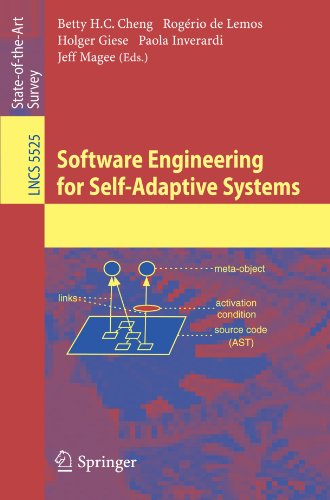 Betty H.C. Cheng Rogério de Lemos
Holger Giese Paola Inverardi
Jeff Magee (Eds.)
State-of-the-Art
Survey
LNCS 5525
Software Engineering
for Self-Adaptive Systems
meta-object
links
activation
condition
source code
(AST)
Springer